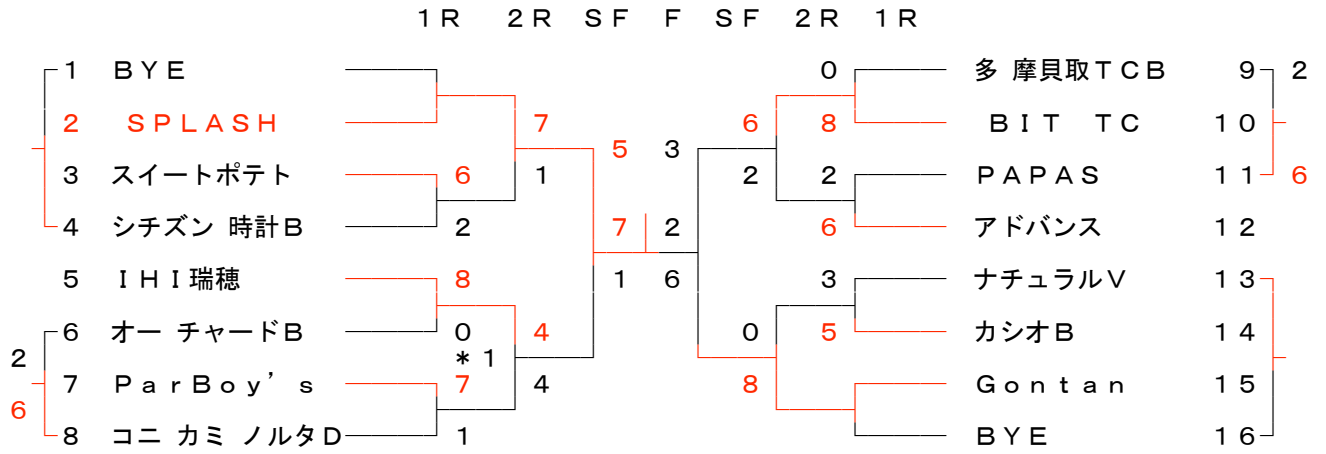 1R 2R SF F SF 2R 1R
1 BYE 0 多 摩貝取TCB 9 2
2 SPLASH 7 6 8 BIT TC 10
5 3
3 スイートポテト 6 1 2 2 PAPAS 11 6
4 シチズン 時計B 2 7 2 6 アドバンス 12
5 IHI瑞穂 8 1 6 3 ナチュラルV 13
6 オー チャードB 0 4 0 5 カシオB 14
2 *1
7 ParBoy's 7 4 8 Gontan 15
6
8 コニ カミ ノルタD 1 BYE 16